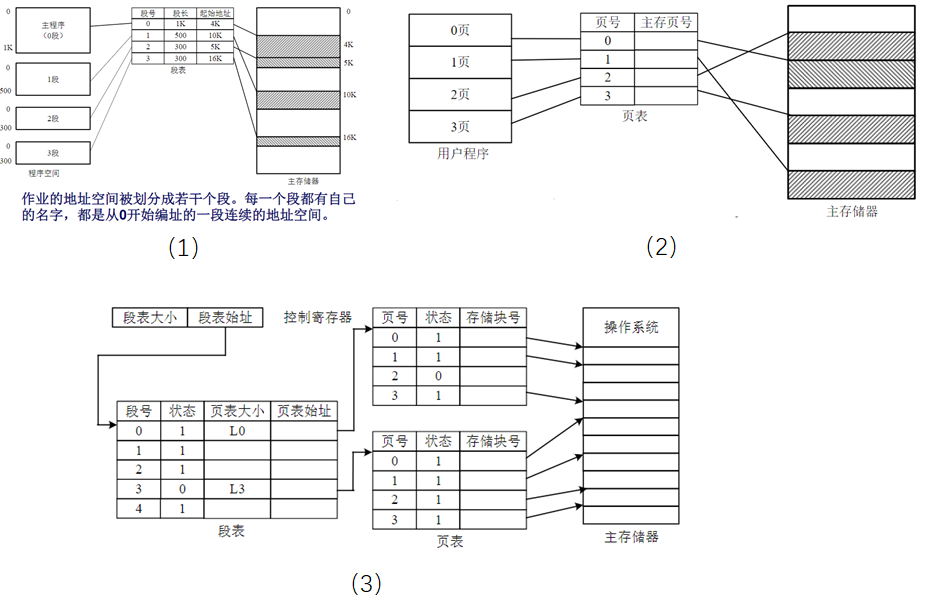 0
主程序
(0段)
1K
0
1段
500
0
2段
300
0
3段
300
程序空间
段号 段长 起始地址
0 1K 4K
1 500 10K
2 300 5K
3 300 16K
段表
0
4K
5K
10K
16K
主存储器
作业的地址空间被划分成若干个段。每一个段都有自己
的名字，都是从0开始编址的一段连续的地址空间。
(1)
0页
1页
2页
3页
用户程序
页号 主存页号
0
1
2
3
页表
主存储器
(2)
段表大小 段表始址 控制寄存器
段号 状态 页表大小 页表始址
0 1 L0
1 1
2 1
3 0 L3
4 1
段表
页号 状态 存储块号
0 1
1 1
2 0
3 1
页号 状态 存储块号
0 1
1 1
2 1
3 1
页表
操作系统
主存储器
(3)